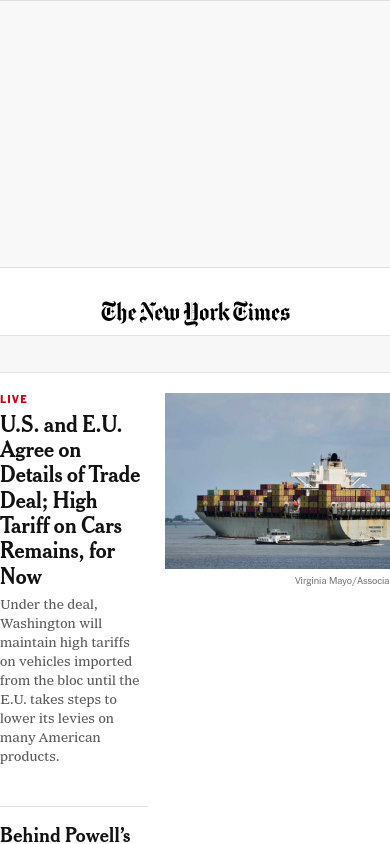 The New York Times
LIVE
U.S. and E.U.
Agree on
Details of Trade
Deal; High
Tariff on Cars
Remains, for
Now
Virginia Mayo/Associa
Under the deal,
Washington will
maintain high tariffs
on vehicles imported
from the bloc until the
E.U. takes steps to
lower its levies on
many American
products.
Behind Powell’s